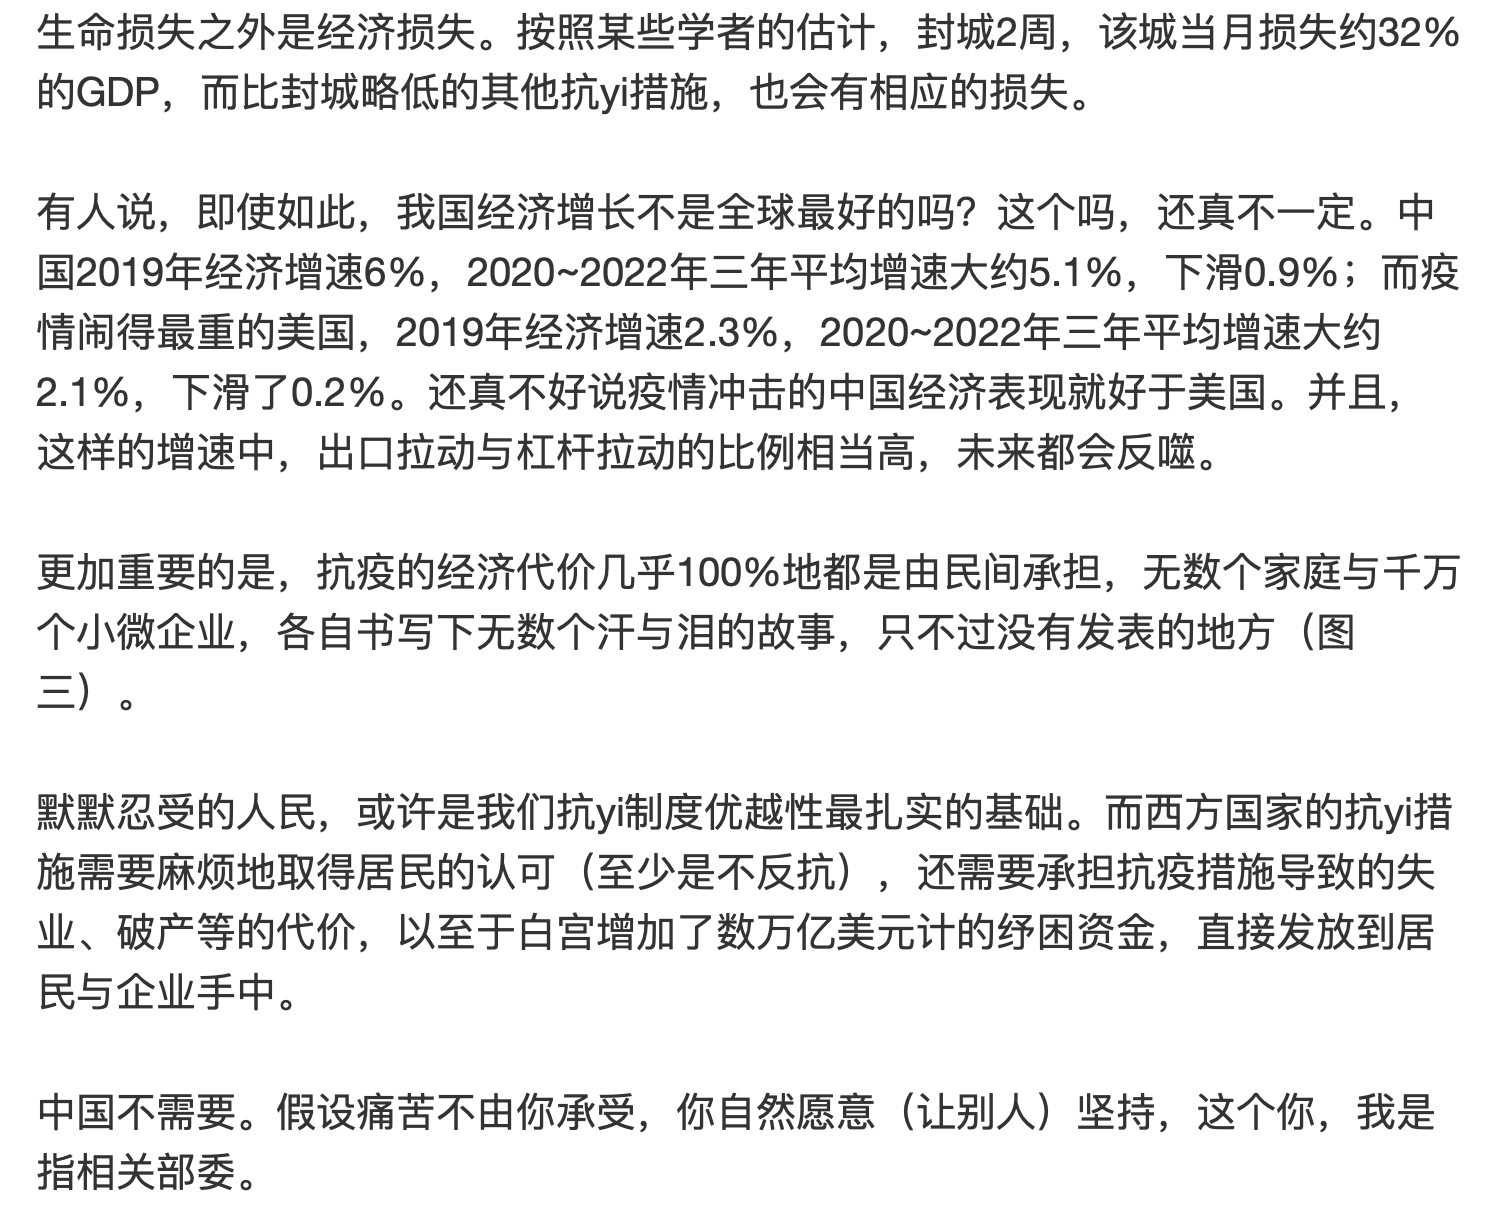 生命损失之外是经济损失。按照某些学者的估计，封城2周，该城当月损失约32%
的GDP，而比封城略低的其他抗yi措施，也会有相应的损失。
有人说，即使如此，我国经济增长不是全球最好的吗？这个吗，还真不一定。中
国2019年经济增速6%，2020~2022年三年平均增速大约5.1%，下滑0.9%；而疫
情闹得最重的美国，2019年经济增速2.3%，2020~2022年三年平均增速大约
2.1%，下滑了0.2%。还真不好说疫情冲击的中国经济表现就好于美国。并且，
这样的增速中，出口拉动与杠杆拉动的比例相当高，未来都会反噬。
更加重要的是，抗疫的经济代价几乎100%地都是由民间承担，无数个家庭与千万
个小微企业，各自书写下无数个汗与泪的故事，只不过没有发表的地方（图
三）。
默默忍受的人民，或许是我们抗yi制度优越性最扎实的基础。而西方国家的抗yi措
施需要麻烦地取得居民的认可（至少是不反抗），还需要承担抗疫措施导致的失
业、破产等的代价，以至于白宫增加了数万亿美元计的纾困资金，直接发放到居
民与企业手中。
中国不需要。假设痛苦不由你承受，你自然愿意（让别人）坚持，这个你，我是
指相关部委。